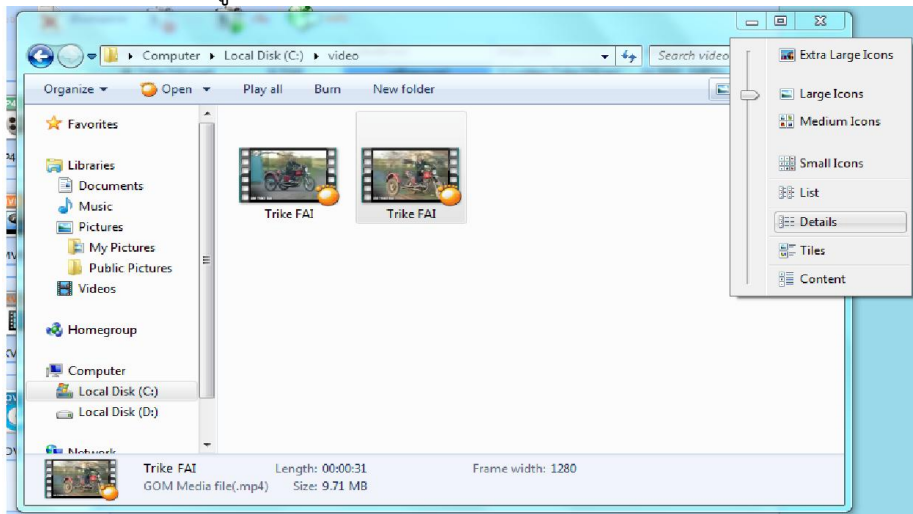 Computer ▸ Local Disk (C:) ▸ video
Search video
Organize Open Play all Burn New folder
Favorites
Libraries
Documents
Music
Pictures
My Pictures
Public Pictures
Videos
Homegroup
Computer
Local Disk (C:)
Local Disk (D:)
Network
Trike FAI
Trike FAI
Extra Large Icons
Large Icons
Medium Icons
Small Icons
List
Details
Tiles
Content
Trike FAI Length: 00:00:31 Frame width: 1280
GOM Media file(.mp4) Size: 9.71 MB